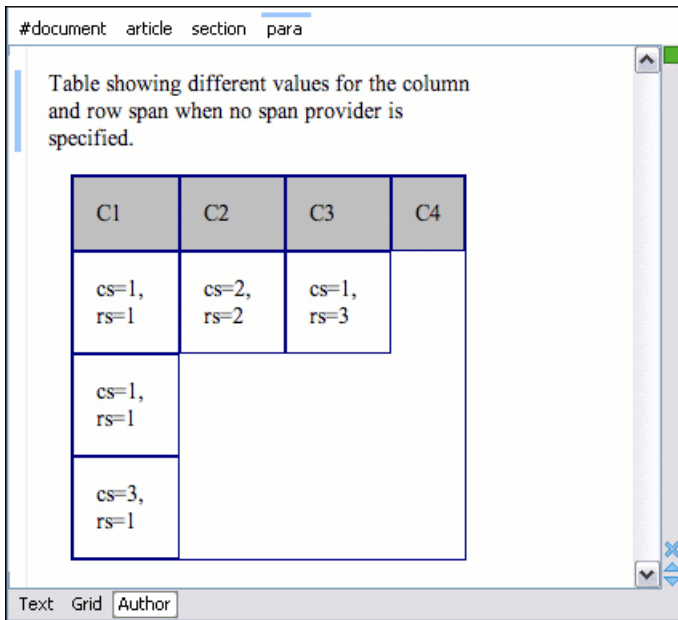 #document article section para
Table showing different values for the column
and row span when no span provider is
specified.
C1 C2 C3 C4
cs=1, cs=2, cs=1,
rs=1 rs=2 rs=3
cs=1,
rs=1
cs=3,
rs=1
Text Grid Author